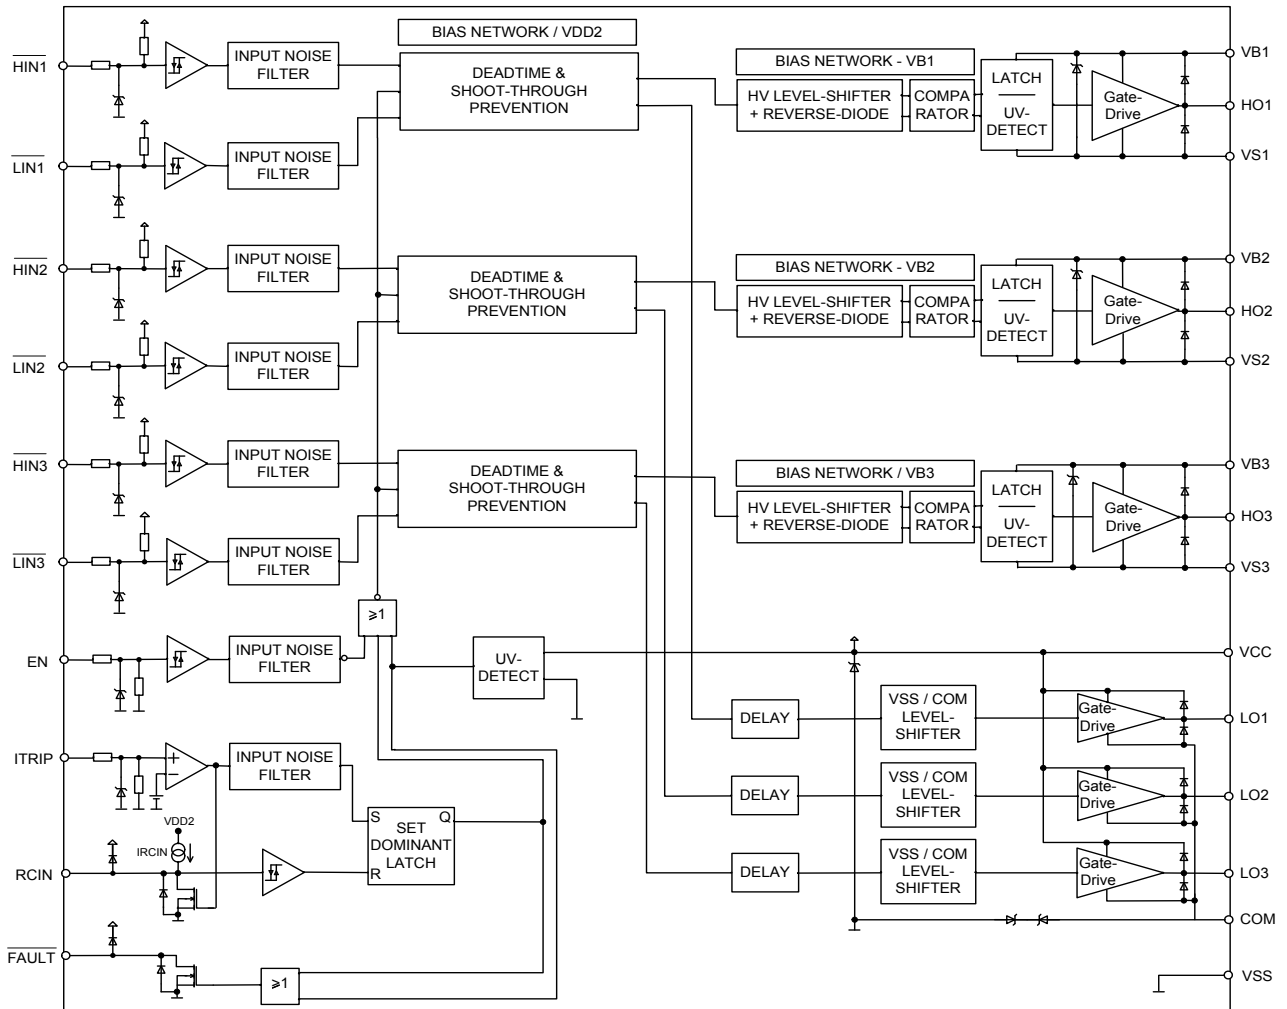 BIAS NETWORK / VDD2
HIN1
INPUT NOISE
FILTER
DEADTIME &
SHOOT-THROUGH
PREVENTION
BIAS NETWORK - VB1
HV LEVEL-SHIFTER
+ REVERSE-DIODE
COMPA
RATOR
LATCH
UV-
DETECT
Gate-
Drive
VB1
HO1
VS1
LIN1
INPUT NOISE
FILTER
HIN2
INPUT NOISE
FILTER
DEADTIME &
SHOOT-THROUGH
PREVENTION
BIAS NETWORK - VB2
HV LEVEL-SHIFTER
+ REVERSE-DIODE
COMPA
RATOR
LATCH
UV-
DETECT
Gate-
Drive
VB2
HO2
VS2
LIN2
INPUT NOISE
FILTER
HIN3
INPUT NOISE
FILTER
DEADTIME &
SHOOT-THROUGH
PREVENTION
BIAS NETWORK / VB3
HV LEVEL-SHIFTER
+ REVERSE-DIODE
COMPA
RATOR
LATCH
UV-
DETECT
Gate-
Drive
VB3
HO3
VS3
LIN3
INPUT NOISE
FILTER
≥1
EN
INPUT NOISE
FILTER
UV-
DETECT
VCC
DELAY
VSS / COM
LEVEL-
SHIFTER
Gate-
Drive
LO1
ITRIP
+
−
INPUT NOISE
FILTER
DELAY
VSS / COM
LEVEL-
SHIFTER
Gate-
Drive
LO2
VDD2
IRCIN
S
Q
SET
DOMINANT
LATCH
R
RCIN
DELAY
VSS / COM
LEVEL-
SHIFTER
Gate-
Drive
LO3
COM
FAULT
≥1
VSS